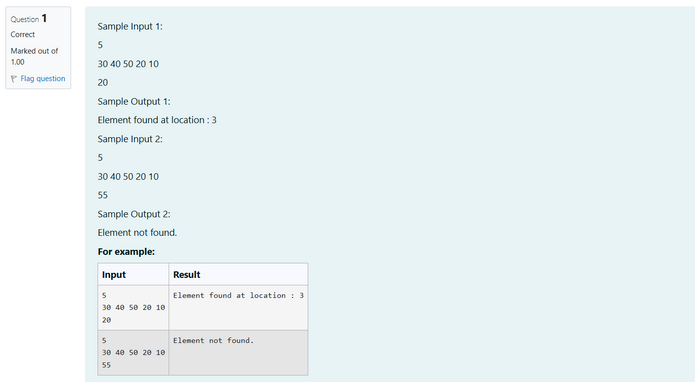 Question 1
Correct
Marked out of
1.00
Flag question
Sample Input 1:
5
30 40 50 20 10
20
Sample Output 1:
Element found at location : 3
Sample Input 2:
5
30 40 50 20 10
55
Sample Output 2:
Element not found.
For example:
Input Result
5 Element found at location : 3
30 40 50 20 10
20
5 Element not found.
30 40 50 20 10
55